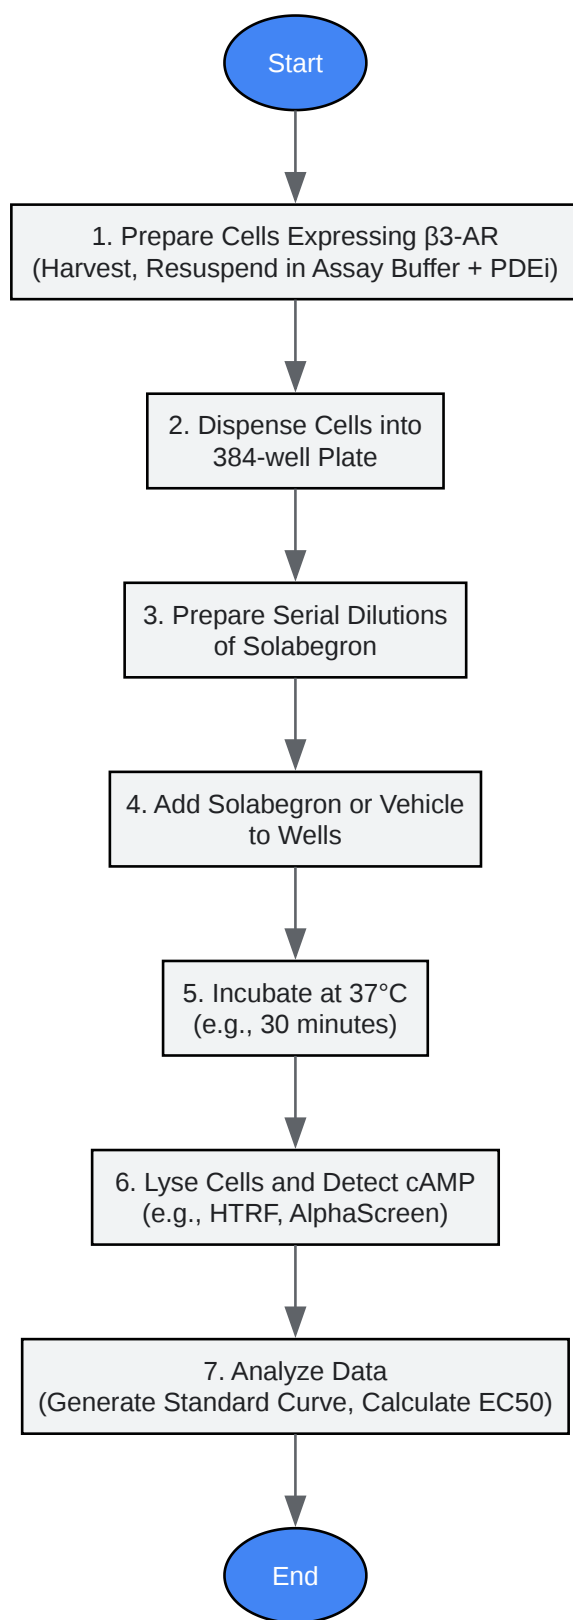 Start
1. Prepare Cells Expressing β3-AR
(Harvest, Resuspend in Assay Buffer + PDEi)
2. Dispense Cells into
384-well Plate
3. Prepare Serial Dilutions
of Solabegron
4. Add Solabegron or Vehicle
to Wells
5. Incubate at 37°C
(e.g., 30 minutes)
6. Lyse Cells and Detect cAMP
(e.g., HTRF, AlphaScreen)
7. Analyze Data
(Generate Standard Curve, Calculate EC50)
End